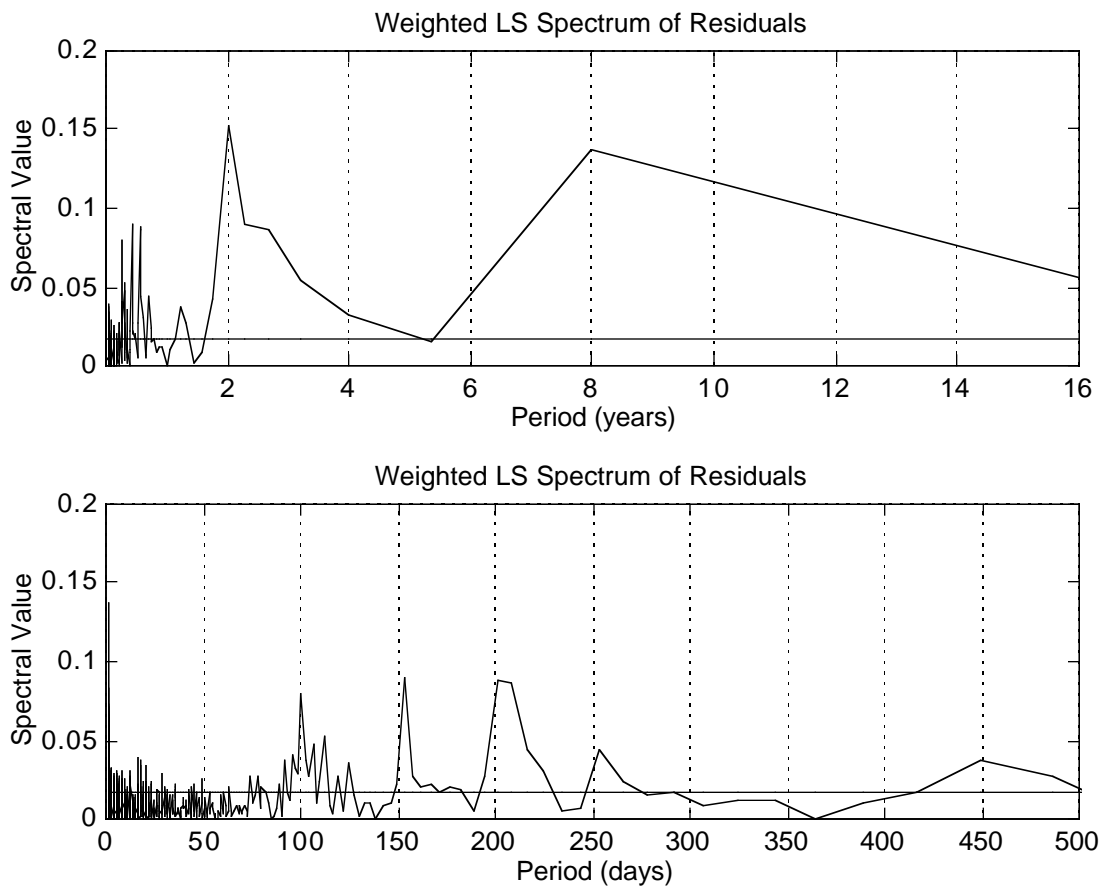 Weighted LS Spectrum of Residuals
0.2
0.15
0.1
0.05
0
Spectral Value
2 4 6 8 10 12 14 16
Period (years)
Weighted LS Spectrum of Residuals
0.2
0.15
0.1
0.05
0
Spectral Value
0 50 100 150 200 250 300 350 400 450 500
Period (days)